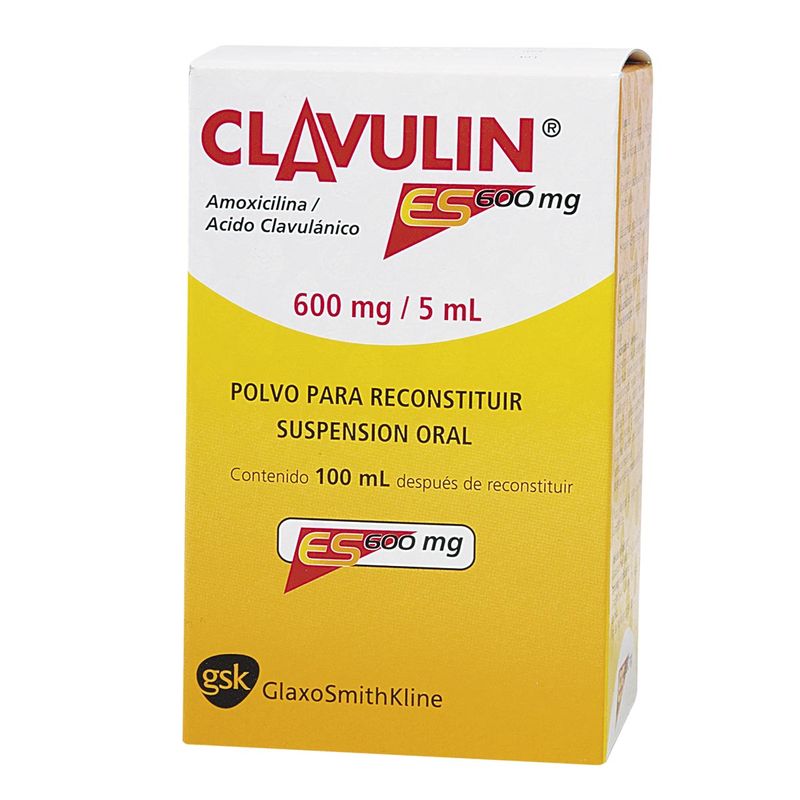 CLAVULIN®
Amoxicilina /
Acido Clavulánico
ES 600 mg
600 mg / 5 mL
POLVO PARA RECONSTITUIR
SUSPENSION ORAL
Contenido 100 mL después de reconstituir
ES 600 mg
gsk GlaxoSmithKline